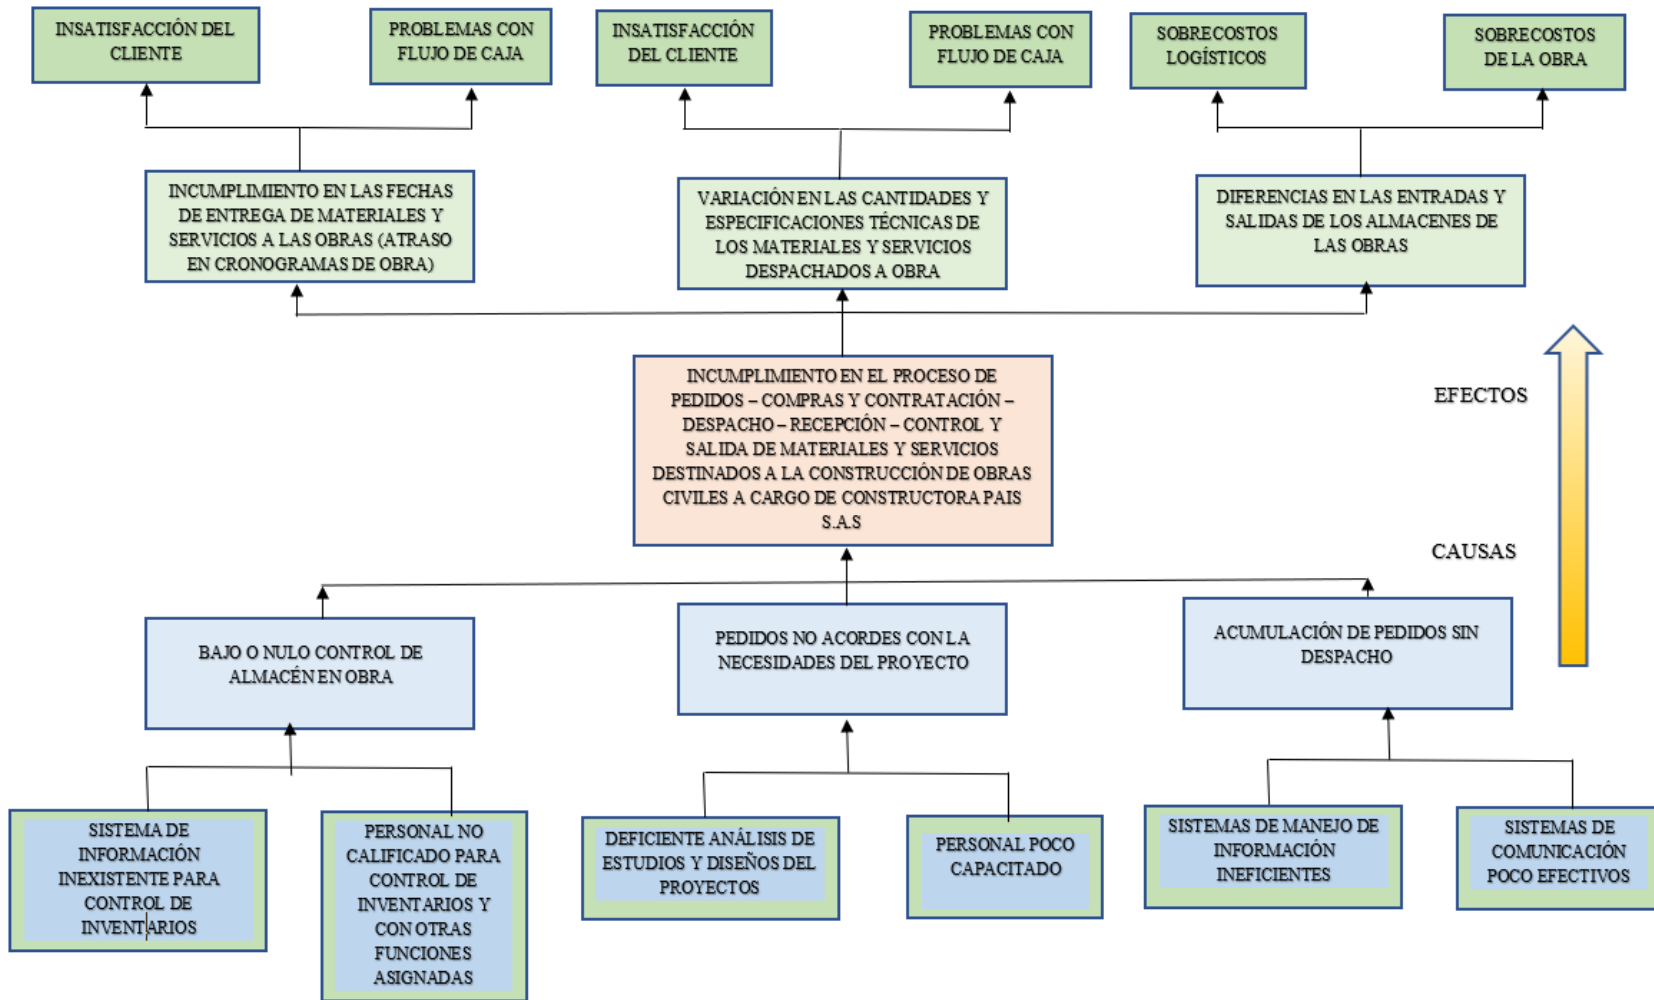 INSATISFACCIÓN DEL
CLIENTE
PROBLEMAS CON
FLUJO DE CAJA
INSATISFACCIÓN
DEL CLIENTE
PROBLEMAS CON
FLUJO DE CAJA
SOBRECOSTOS
LOGÍSTICOS
SOBRECOSTOS
DE LA OBRA
INCUMPLIMIENTO EN LAS FECHAS
DE ENTREGA DE MATERIALES Y
SERVICIOS A LAS OBRAS (ATRASO
EN CRONOGRAMAS DE OBRA)
VARIACIÓN EN LAS CANTIDADES Y
ESPECIFICACIONES TÉCNICAS DE
LOS MATERIALES Y SERVICIOS
DESPACHADOS A OBRA
DIFERENCIAS EN LAS ENTRADAS Y
SALIDAS DE LOS ALMACENES DE
LAS OBRAS
INCUMPLIMIENTO EN EL PROCESO DE
PEDIDOS – COMPRAS Y CONTRATACIÓN –
DESPACHO – RECEPCIÓN – CONTROL Y
SALIDA DE MATERIALES Y SERVICIOS
DESTINADOS A LA CONSTRUCCIÓN DE OBRAS
CIVILES A CARGO DE CONSTRUCTORA PAIS
S.A.S
EFECTOS
CAUSAS
BAJO O NULO CONTROL DE
ALMACÉN EN OBRA
PEDIDOS NO ACORDES CON LA
NECESIDADES DEL PROYECTO
ACUMULACIÓN DE PEDIDOS SIN
DESPACHO
SISTEMA DE
INFORMACIÓN
INEXISTENTE PARA
CONTROL DE
INVENTARIOS
PERSONAL NO
CALIFICADO PARA
CONTROL DE
INVENTARIOS Y
CON OTRAS
FUNCIONES
ASIGNADAS
DEFICIENTE ANÁLISIS DE
ESTUDIOS Y DISEÑOS DEL
PROYECTOS
PERSONAL POCO
CAPACITADO
SISTEMAS DE MANEJO DE
INFORMACIÓN
INEFICIENTES
SISTEMAS DE
COMUNICACIÓN
POCO EFECTIVOS